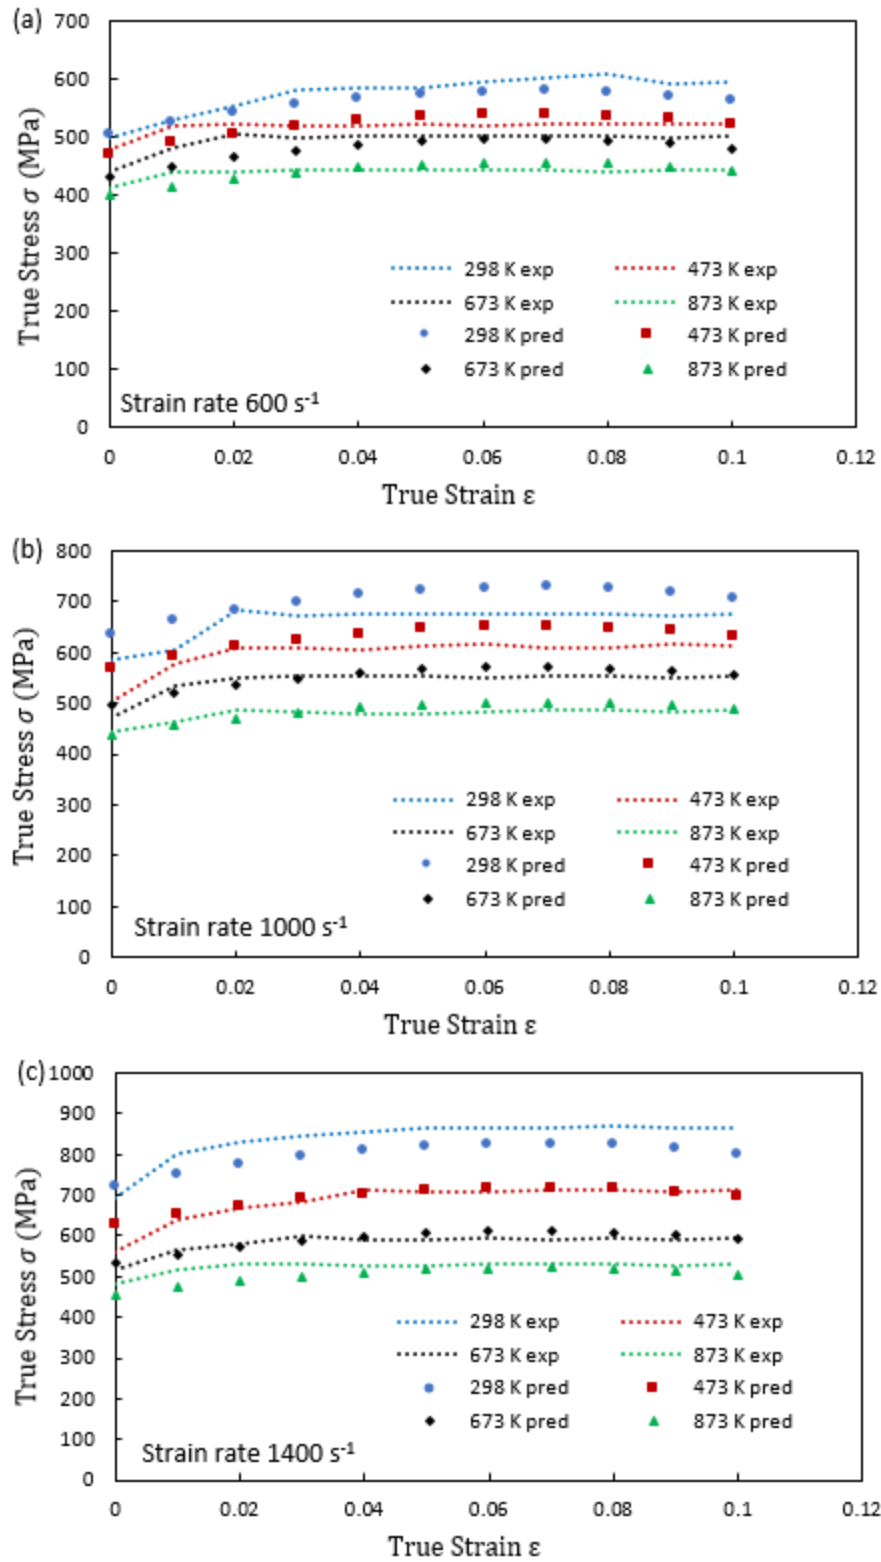 (a)
700
600
500
400
300
200
100
0
True Stress σ (MPa)
298 K exp 473 K exp
673 K exp 873 K exp
298 K pred 473 K pred
673 K pred 873 K pred
Strain rate 600 s-1
0 0.02 0.04 0.06 0.08 0.1 0.12
True Strain ε
(b)
800
700
600
500
400
300
200
100
0
True Stress σ (MPa)
298 K exp 473 K exp
673 K exp 873 K exp
298 K pred 473 K pred
673 K pred 873 K pred
Strain rate 1000 s-1
0 0.02 0.04 0.06 0.08 0.1 0.12
True Strain ε
(c)
1000
900
800
700
600
500
400
300
200
100
0
True Stress σ (MPa)
298 K exp 473 K exp
673 K exp 873 K exp
298 K pred 473 K pred
673 K pred 873 K pred
Strain rate 1400 s-1
0 0.02 0.04 0.06 0.08 0.1 0.12
True Strain ε